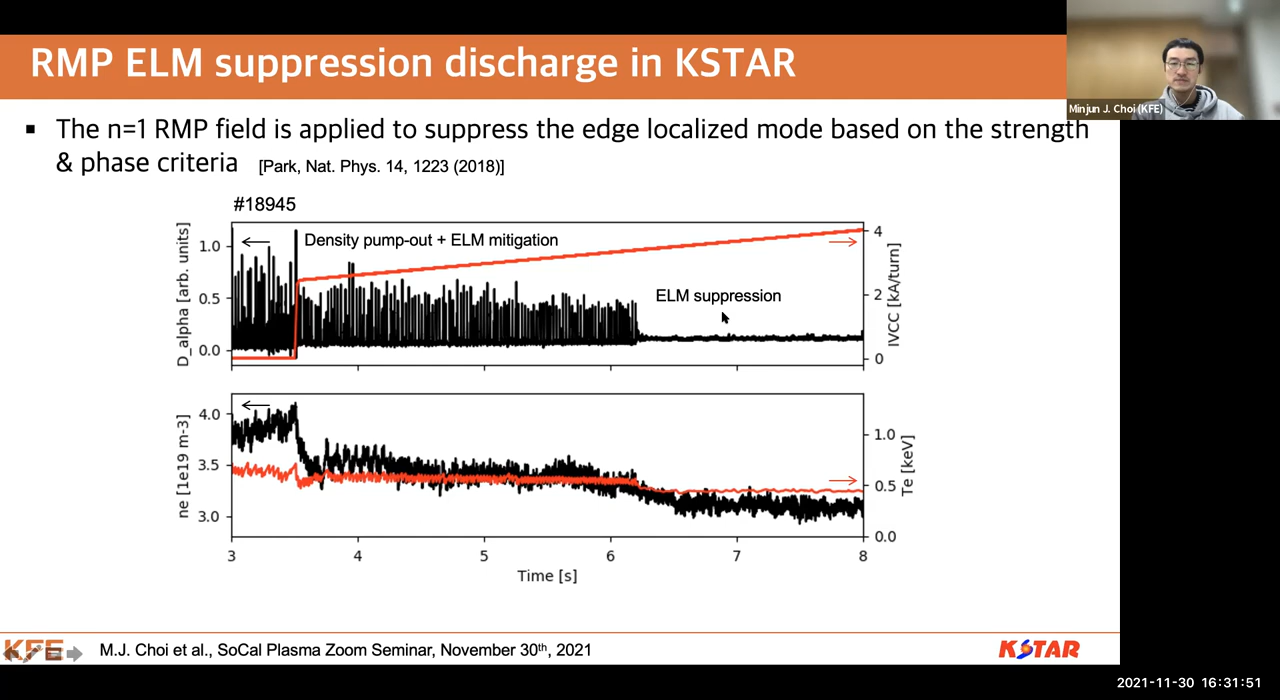 RMP ELM suppression discharge in KSTAR
Minjun J. Choi (KFE)
▪ The n=1 RMP field is applied to suppress the edge localized mode based on the strength
& phase criteria [Park, Nat. Phys. 14, 1223 (2018)]
#18945
Density pump-out + ELM mitigation
ELM suppression
D_alpha [arb. units]
1.0
0.5
0.0
IVCC [kA/turn]
4
2
0
ne [1e19 m-3]
4.0
3.5
3.0
Te [keV]
1.0
0.5
0.0
3 4 5 6 7 8
Time [s]
KFE
M.J. Choi et al., SoCal Plasma Zoom Seminar, November 30th, 2021
KSTAR
2021-11-30 16:31:51